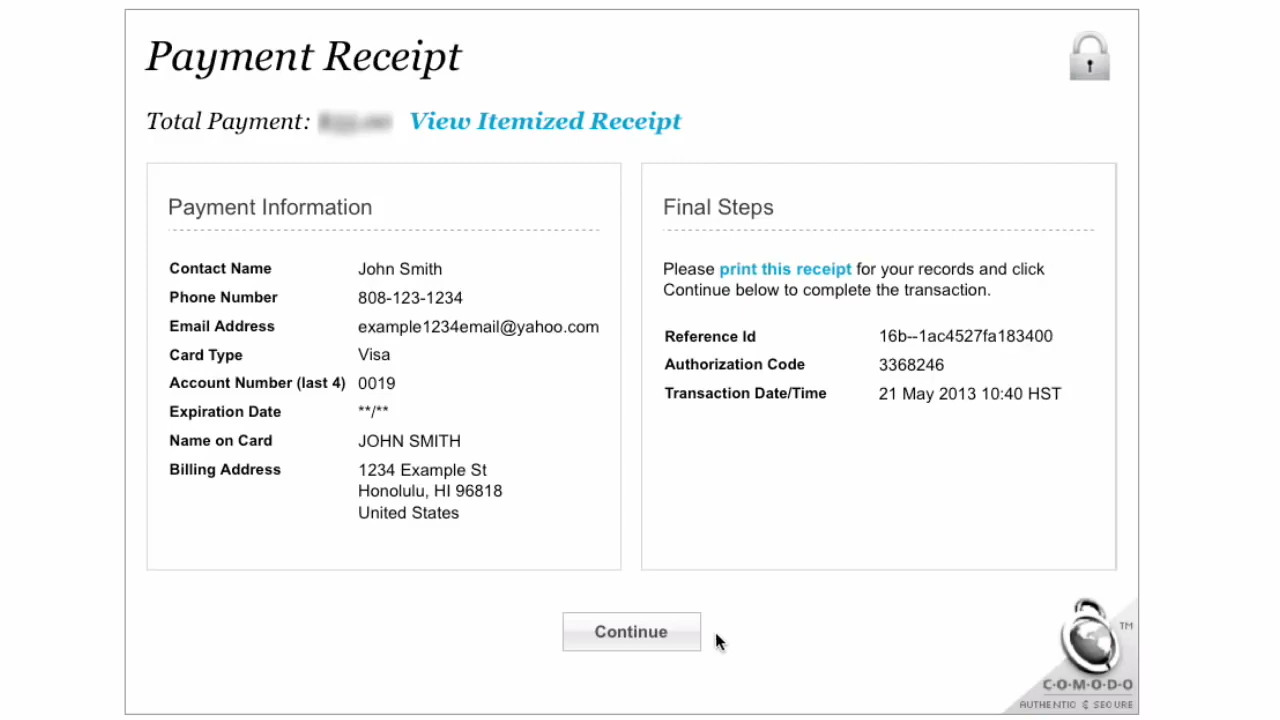 Payment Receipt
Total Payment: View Itemized Receipt
Payment Information
Contact Name John Smith
Phone Number 808-123-1234
Email Address example1234email@yahoo.com
Card Type Visa
Account Number (last 4) 0019
Expiration Date **/**
Name on Card JOHN SMITH
Billing Address 1234 Example St
Honolulu, HI 96818
United States
Final Steps
Please print this receipt for your records and click
Continue below to complete the transaction.
Reference Id 16b--1ac4527fa183400
Authorization Code 3368246
Transaction Date/Time 21 May 2013 10:40 HST
Continue
TM
C·O·M·O·D·O
AUTHENTIC & SECURE